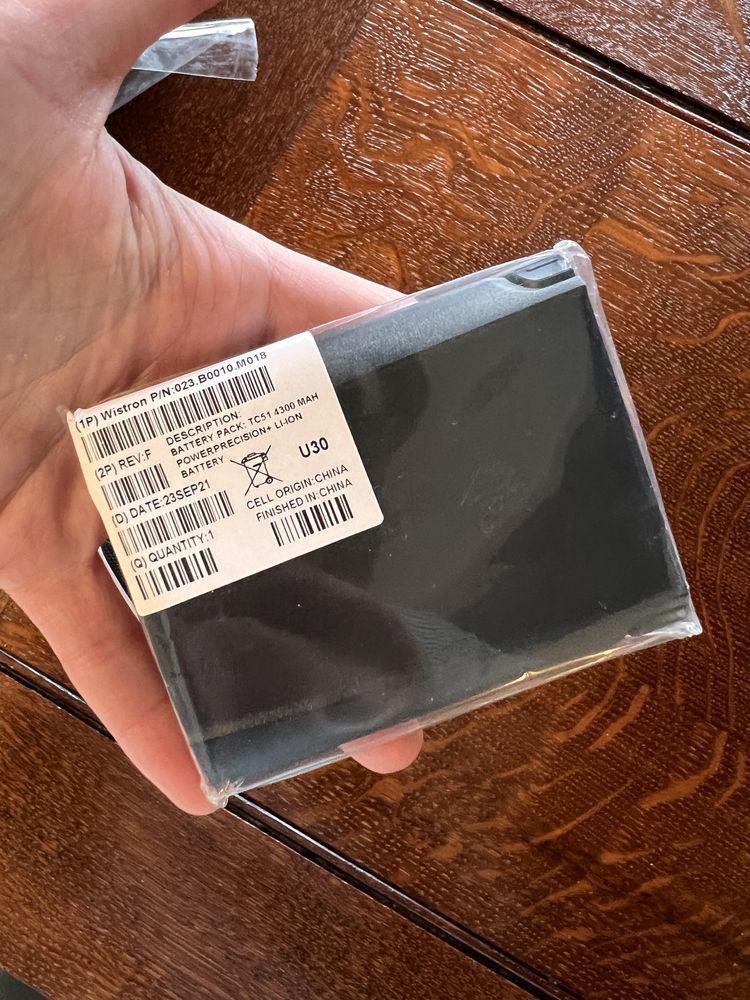 (1P) Wistron P/N:023.B0010.M018
(2P) REV:F
DESCRIPTION:
BATTERY PACK: TC51 4300 MAH
POWERPRECISION+ LI-ION
BATTERY
U30
(D) DATE:23SEP21
CELL ORIGIN:CHINA
FINISHED IN:CHINA
(Q) QUANTITY:1